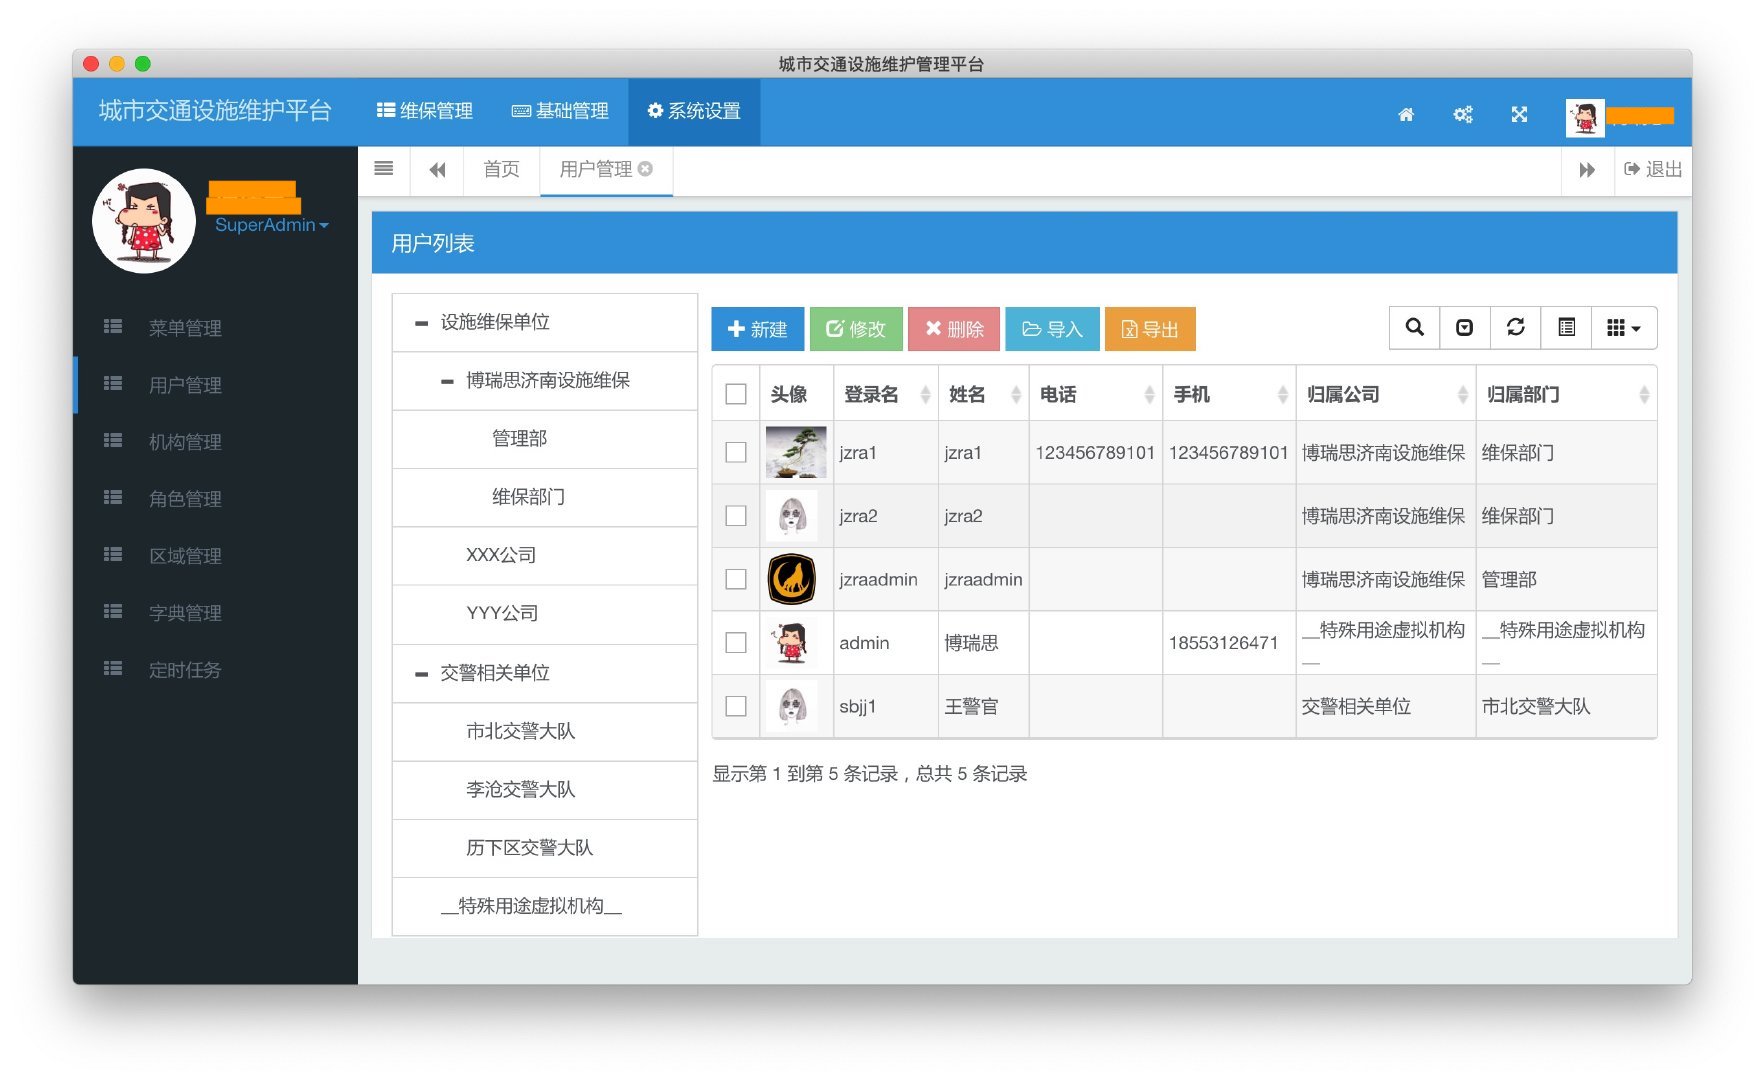 城市交通设施维护管理平台
城市交通设施维护平台 维保管理 基础管理 系统设置
SuperAdmin
首页 用户管理 退出
菜单管理
用户管理
机构管理
角色管理
区域管理
字典管理
定时任务
用户列表
设施维保单位
博瑞思济南设施维保
管理部
维保部门
XXX公司
YYY公司
交警相关单位
市北交警大队
李沧交警大队
历下区交警大队
__特殊用途虚拟机构__
新建 修改 删除 导入 导出
头像 登录名 姓名 电话 手机 归属公司 归属部门
jzra1 jzra1 123456789101 123456789101 博瑞思济南设施维保 维保部门
jzra2 jzra2 博瑞思济南设施维保 维保部门
jzraadmin jzraadmin 博瑞思济南设施维保 管理部
admin 博瑞思 18553126471 __特殊用途虚拟机构__ __特殊用途虚拟机构__
sbjj1 王警官 交警相关单位 市北交警大队
显示第 1 到第 5 条记录，总共 5 条记录